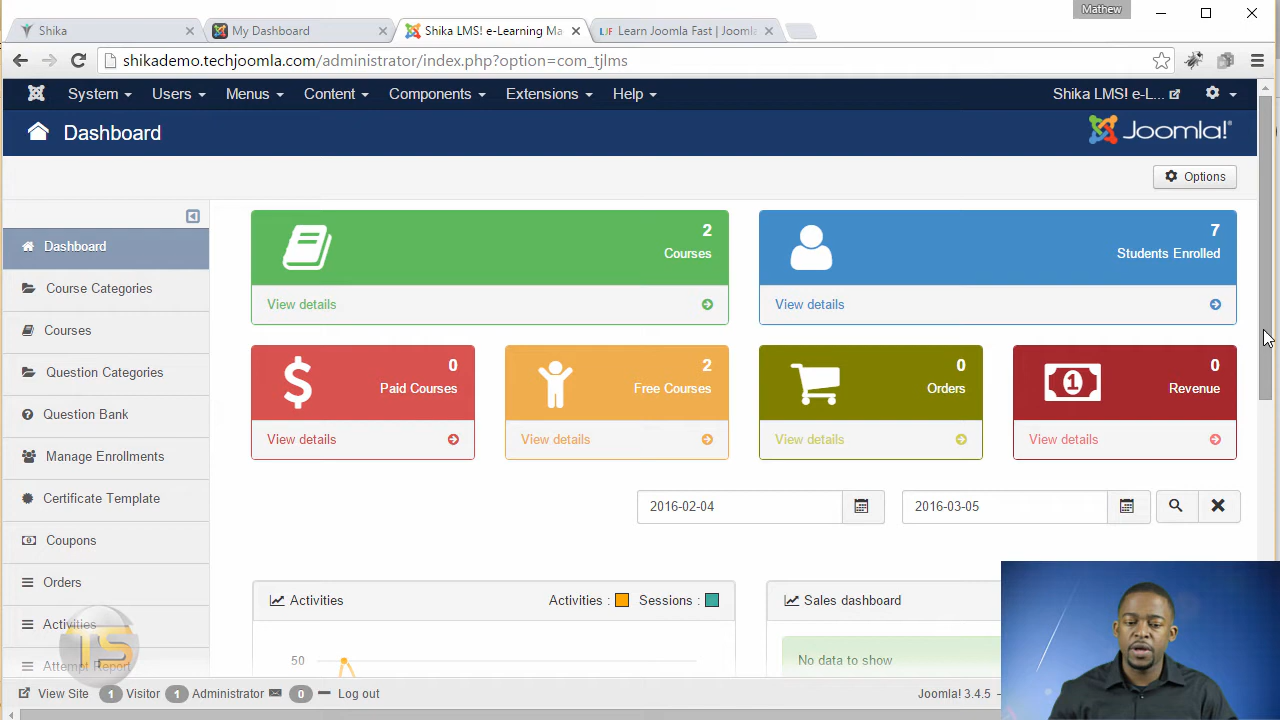 Mathew
Shika
My Dashboard
Shika LMS! e-Learning Ma
LJF Learn Joomla Fast | Jooml
shikademo.techjoomla.com/administrator/index.php?option=com_tjlms
System Users Menus Content Components Extensions Help Shika LMS! e-L...
Dashboard Joomla!
Options
Dashboard
Course Categories
Courses
Question Categories
Question Bank
Manage Enrollments
Certificate Template
Coupons
Orders
Activities
Attempt Report
2
Courses
View details
7
Students Enrolled
View details
0
Paid Courses
View details
2
Free Courses
View details
0
Orders
View details
0
Revenue
View details
2016-02-04 2016-03-05
Activities Activities : Sessions :
50
Sales dashboard
No data to show
TS
View Site 1 Visitor 1 Administrator 0 Log out Joomla! 3.4.5